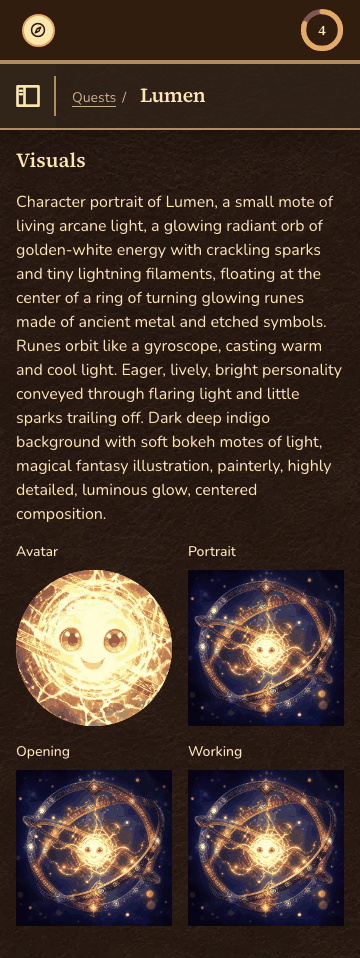 4
Quests / Lumen
Visuals
Character portrait of Lumen, a small mote of
living arcane light, a glowing radiant orb of
golden-white energy with crackling sparks
and tiny lightning filaments, floating at the
center of a ring of turning glowing runes
made of ancient metal and etched symbols.
Runes orbit like a gyroscope, casting warm
and cool light. Eager, lively, bright personality
conveyed through flaring light and little
sparks trailing off. Dark deep indigo
background with soft bokeh motes of light,
magical fantasy illustration, painterly, highly
detailed, luminous glow, centered
composition.
Avatar
Portrait
Opening
Working